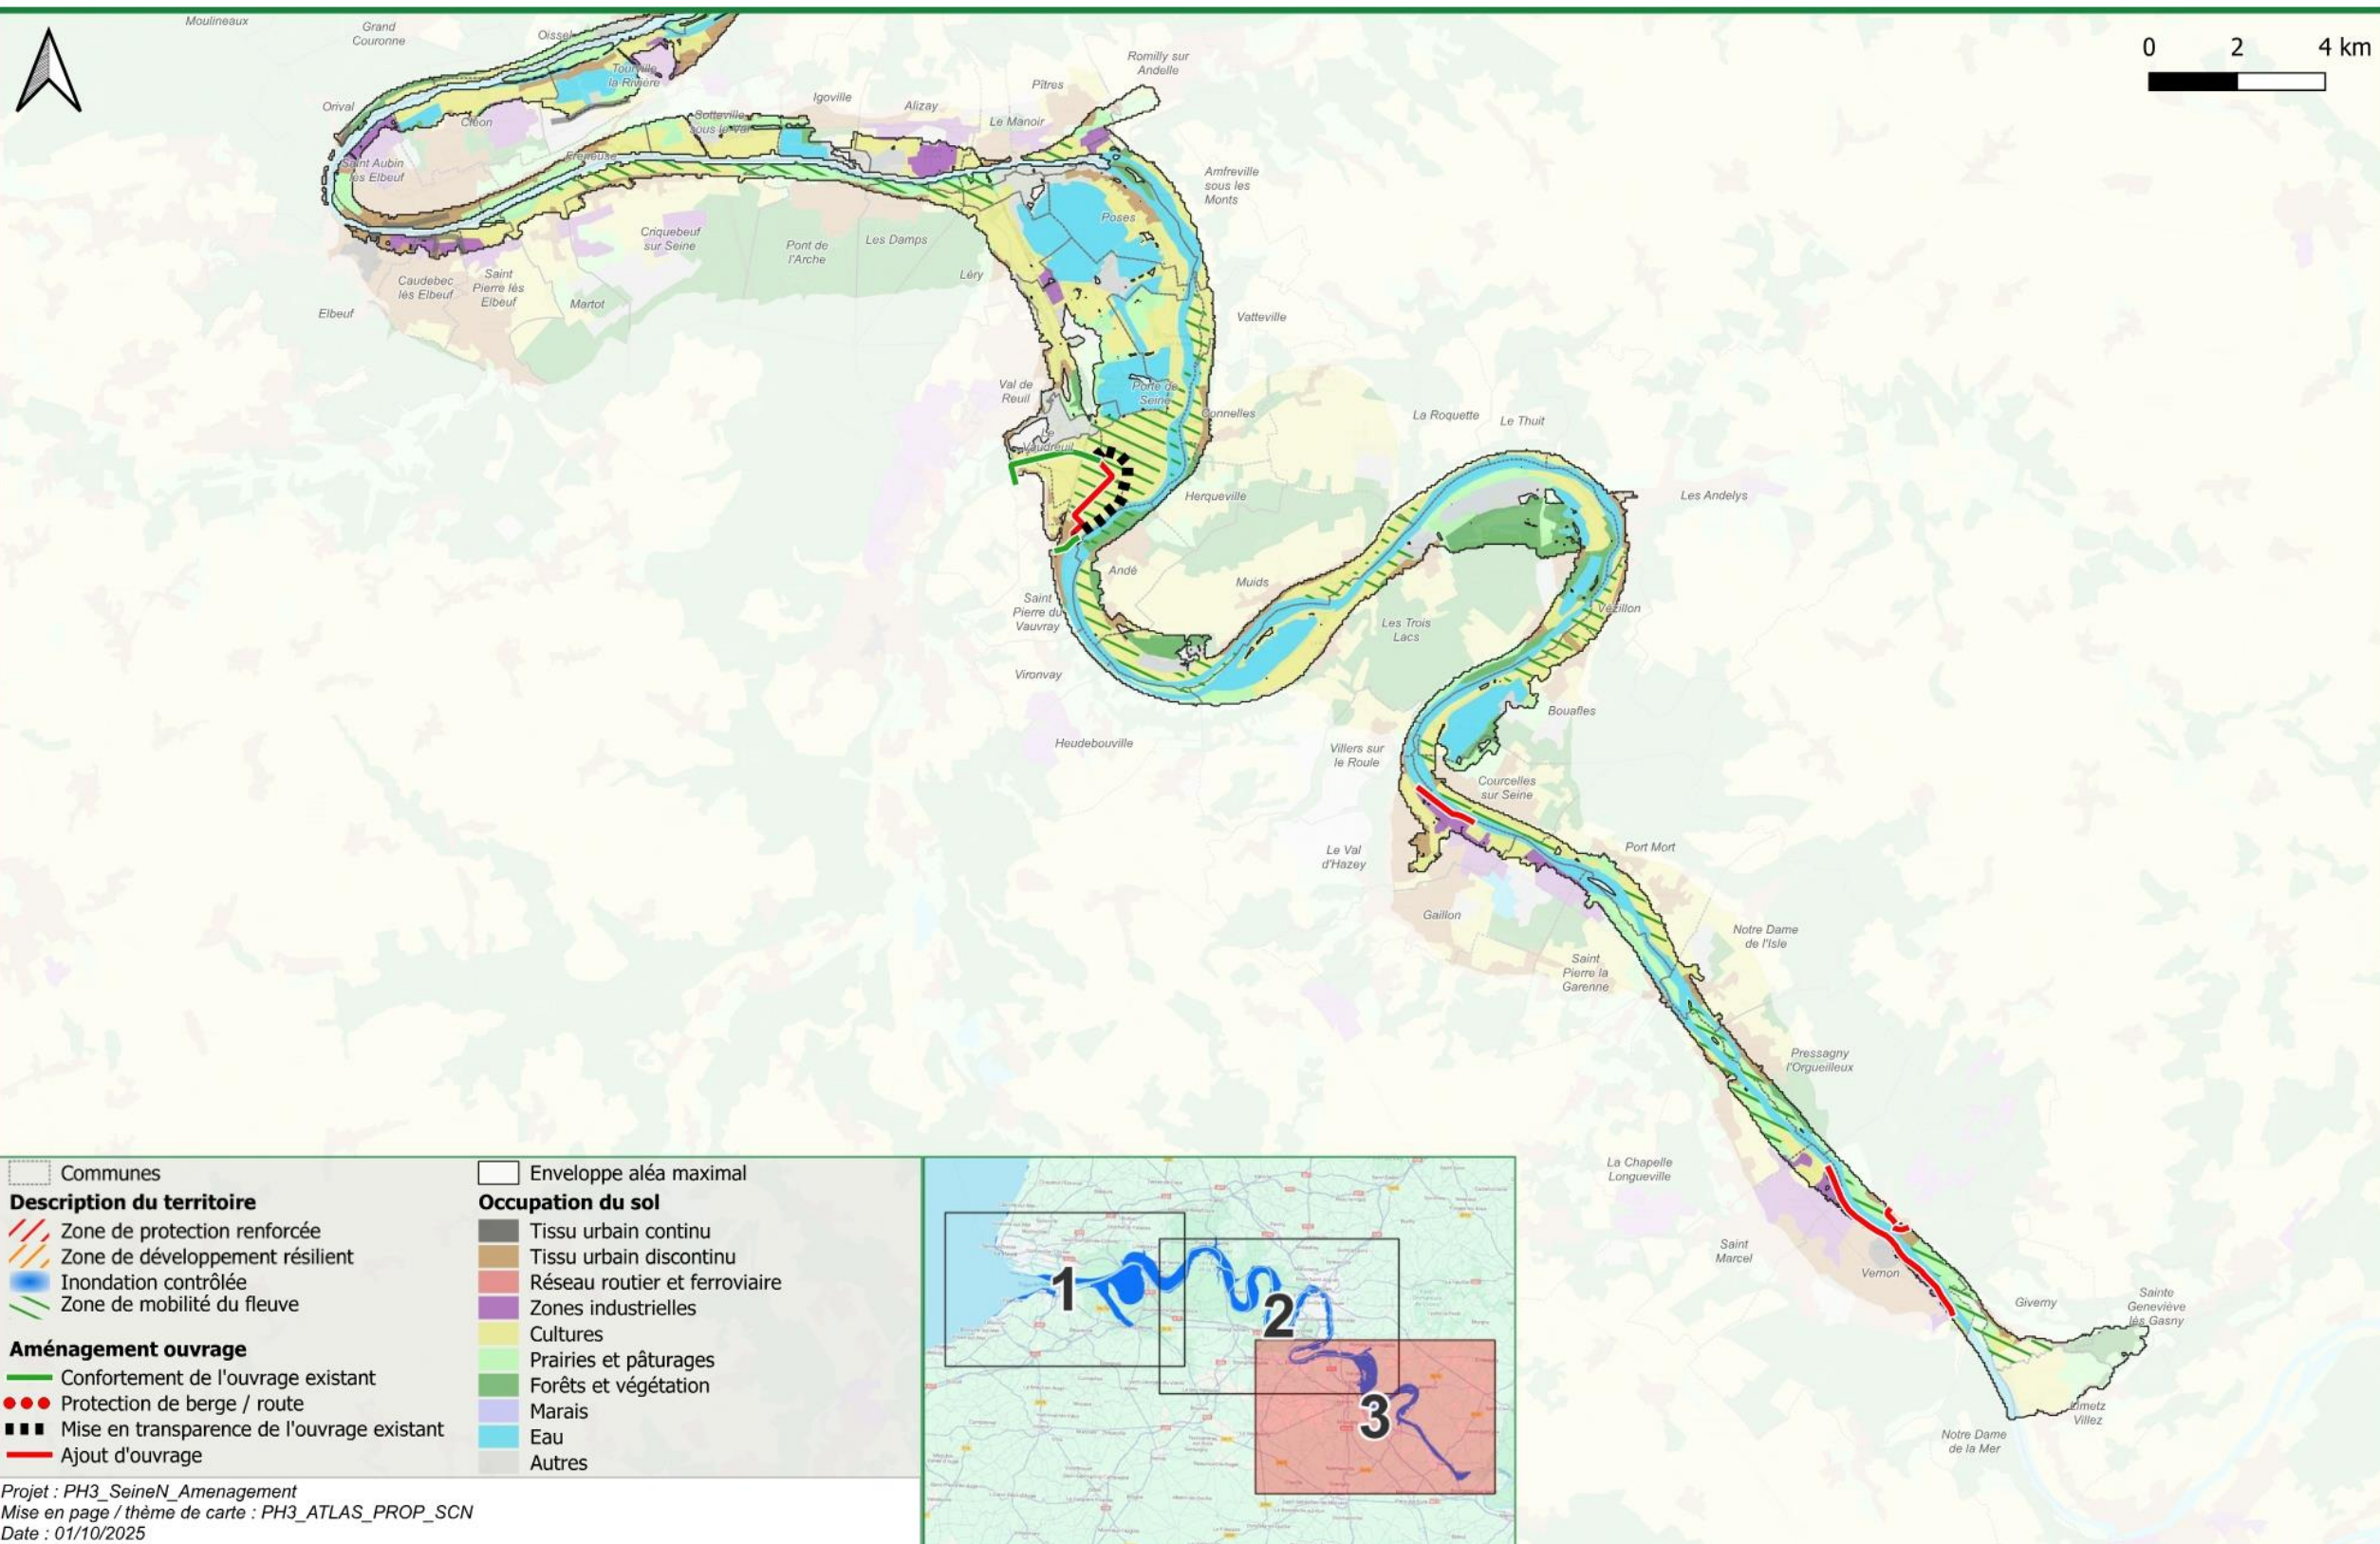 Moulineaux
Grand
Couronne
Oissel
Tourville
la Rivière
Orival
Cléon
Saint Aubin
lès Elbeuf
Freneuse
Sotteville
sous le Val
Igoville
Alizay
Pîtres
Le Manoir
Romilly sur
Andelle
0 2 4 km
Amfreville
sous les
Monts
Poses
Criquebeuf
sur Seine
Pont de
l'Arche
Les Damps
Léry
Caudebec
lès Elbeuf
Saint
Pierre lès
Elbeuf
Martot
Elbeuf
Vatteville
Val de
Reuil
Porte de
Seine
Connelles
Le
Vaudreuil
La Roquette
Le Thuit
Herqueville
Les Andelys
Andé
Muids
Saint
Pierre du
Vauvray
Les Trois
Lacs
Vézillon
Vironvay
Bouafles
Heudebouville
Villers sur
le Roule
Courcelles
sur Seine
Le Val
d'Hazey
Port Mort
Gaillon
Notre Dame
de l'Isle
Saint
Pierre la
Garenne
Pressagny
l'Orgueilleux
La Chapelle
Longueville
Saint
Marcel
Vernon
Giverny
Sainte
Geneviève
lès Gasny
Limetz
Villez
Notre Dame
de la Mer
Communes
Description du territoire
Zone de protection renforcée
Zone de développement résilient
Inondation contrôlée
Zone de mobilité du fleuve
Aménagement ouvrage
Confortement de l'ouvrage existant
Protection de berge / route
Mise en transparence de l'ouvrage existant
Ajout d'ouvrage
Enveloppe aléa maximal
Occupation du sol
Tissu urbain continu
Tissu urbain discontinu
Réseau routier et ferroviaire
Zones industrielles
Cultures
Prairies et pâturages
Forêts et végétation
Marais
Eau
Autres
1
2
3
Projet : PH3_SeineN_Amenagement
Mise en page / thème de carte : PH3_ATLAS_PROP_SCN
Date : 01/10/2025